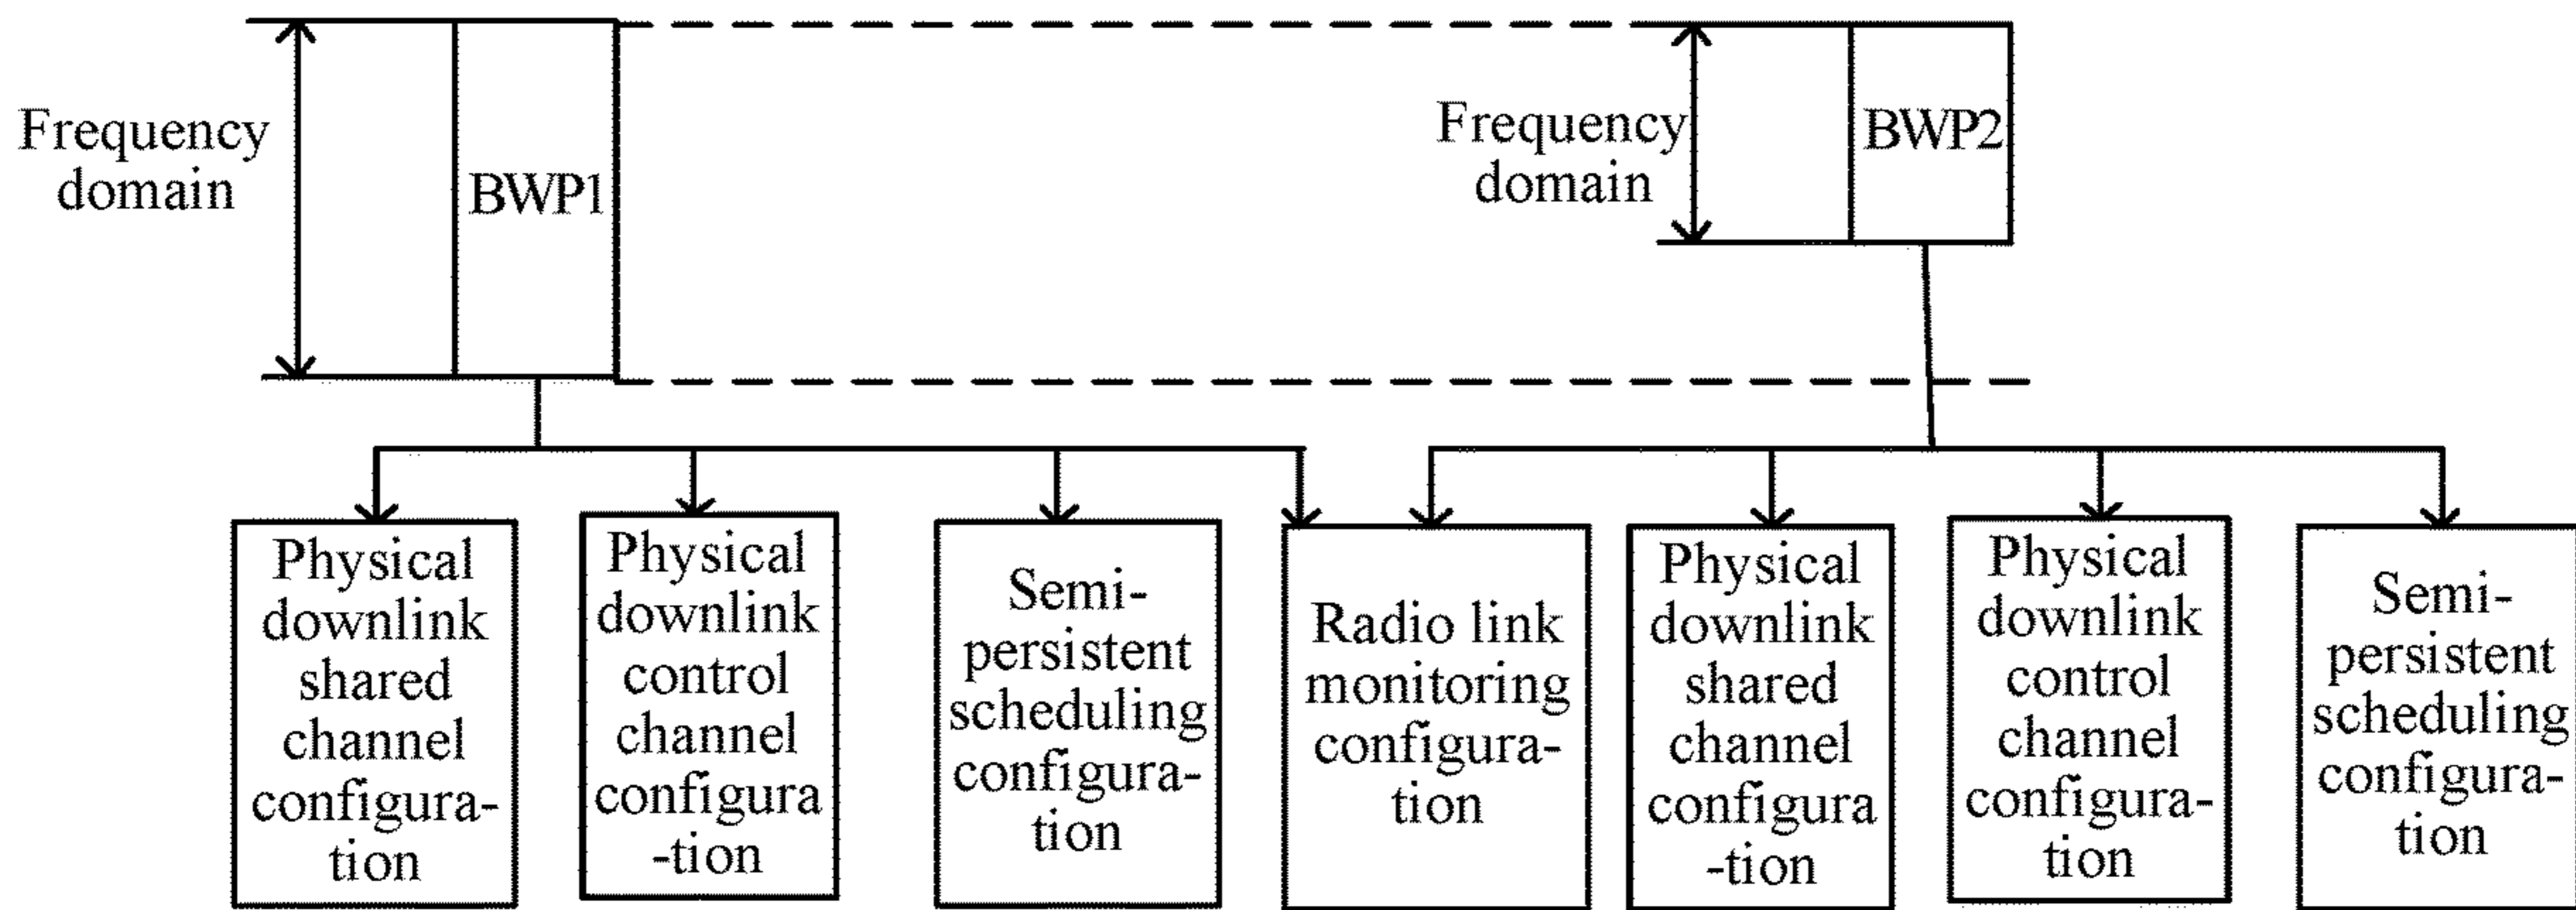 Frequency
domain
BWP1
Frequency
domain
BWP2
Physical
downlink
shared
channel
configura-
tion
Physical
downlink
control
channel
configura
-tion
Semi-
persistent
scheduling
configura-
tion
Radio link
monitoring
configura-
tion
Physical
downlink
shared
channel
configura
-tion
Physical
downlink
control
channel
configura-
tion
Semi-
persistent
scheduling
configura-
tion